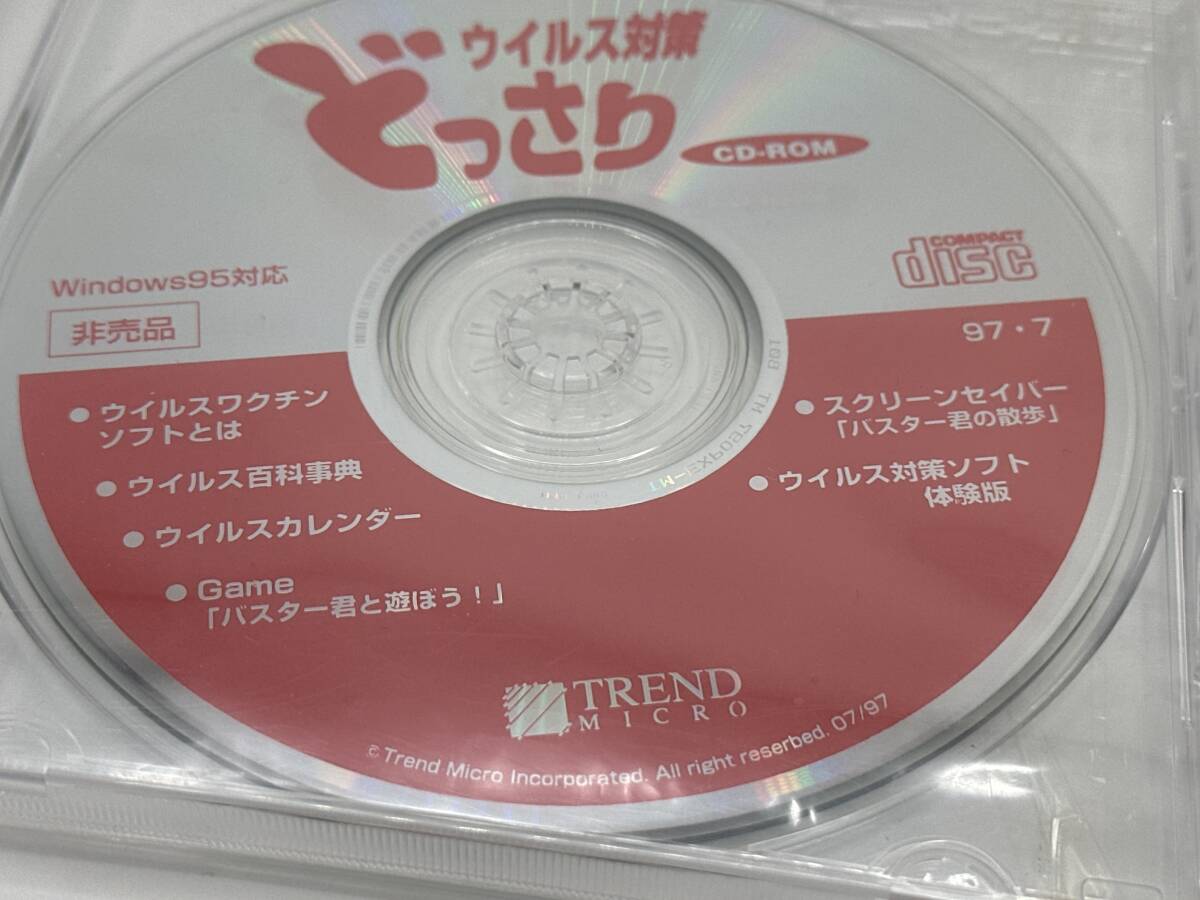 ウイルス対策
どっさり
CD-ROM
COMPACT
disc
Windows95対応
非売品
97・7
● ウイルスワクチン
ソフトとは
● ウイルス百科事典
● ウイルスカレンダー
● Game
「バスター君と遊ぼう！」
● スクリーンセイバー
「バスター君の散歩」
● ウイルス対策ソフト
体験版
TREND
MICRO
©Trend Micro Incorporated. All right reserbed. 07/97